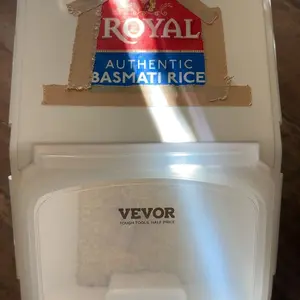 ROYAL
AUTHENTIC
BASMATI RICE
VEVOR
TOUGH TOOLS, HALF PRICE